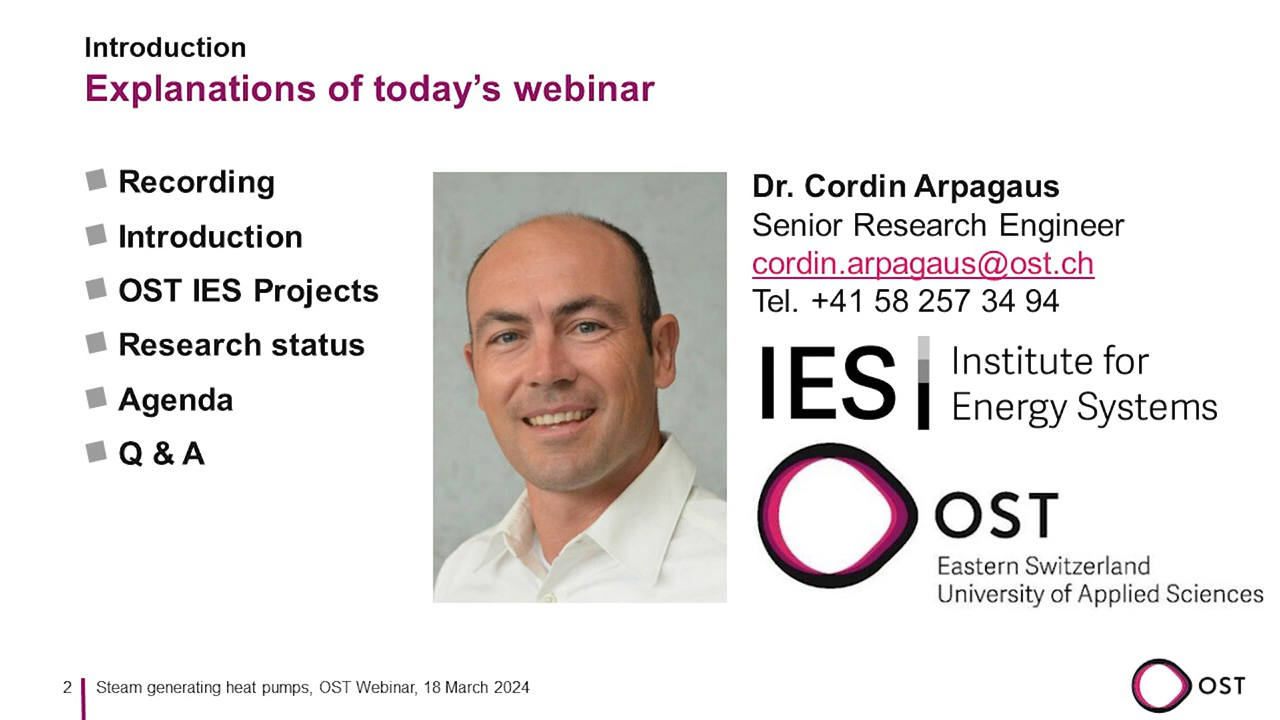 Introduction
Explanations of today’s webinar
Recording
Introduction
OST IES Projects
Research status
Agenda
Q & A
Dr. Cordin Arpagaus
Senior Research Engineer
cordin.arpagaus@ost.ch
Tel. +41 58 257 34 94
IES
Institute for
Energy Systems
OST
Eastern Switzerland
University of Applied Sciences
2
Steam generating heat pumps, OST Webinar, 18 March 2024
OST